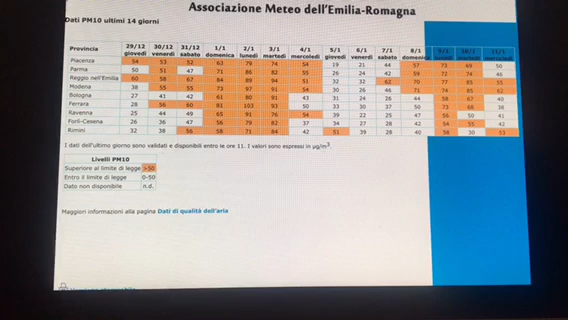 Associazione Meteo dell'Emilia-Romagna
Dati PM10 ultimi 14 giorni
Provincia 29/12 giovedì 30/12 venerdì 31/12 sabato 1/1 domenica 2/1 lunedì 3/1 martedì 4/1 mercoledì 5/1 giovedì 6/1 venerdì 7/1 sabato 8/1 domenica 9/1 10/1 11/1
Piacenza 54 53 52 63 79 74 54 19 21 44 57 73 69 50
Parma 50 51 47 71 86 82 55 26 24 42 59 72 74 46
Reggio nell'Emilia 60 58 67 84 89 94 51 32 32 62 70 77 85 55
Modena 38 55 55 73 97 91 54 30 26 46 71 74 85 62
Bologna 27 41 42 61 80 91 43 31 24 26 44 58 67 40
Ferrara 28 56 60 81 103 93 50 33 30 37 50 73 68 38
Ravenna 25 44 49 65 91 76 54 39 22 25 47 56 50 41
Forlì-Cesena 26 36 47 56 79 82 37 34 27 28 42 54 55 42
Rimini 32 38 56 58 71 84 42 51 39 28 40 58 30 53
I dati dell'ultimo giorno sono validati e disponibili entro le ore 11. I valori sono espressi in µg/m³.
Livelli PM10
Superiore al limite di legge >50
Entro il limite di legge 0-50
Dato non disponibile n.d.
Maggiori informazioni alla pagina Dati di qualità dell'aria